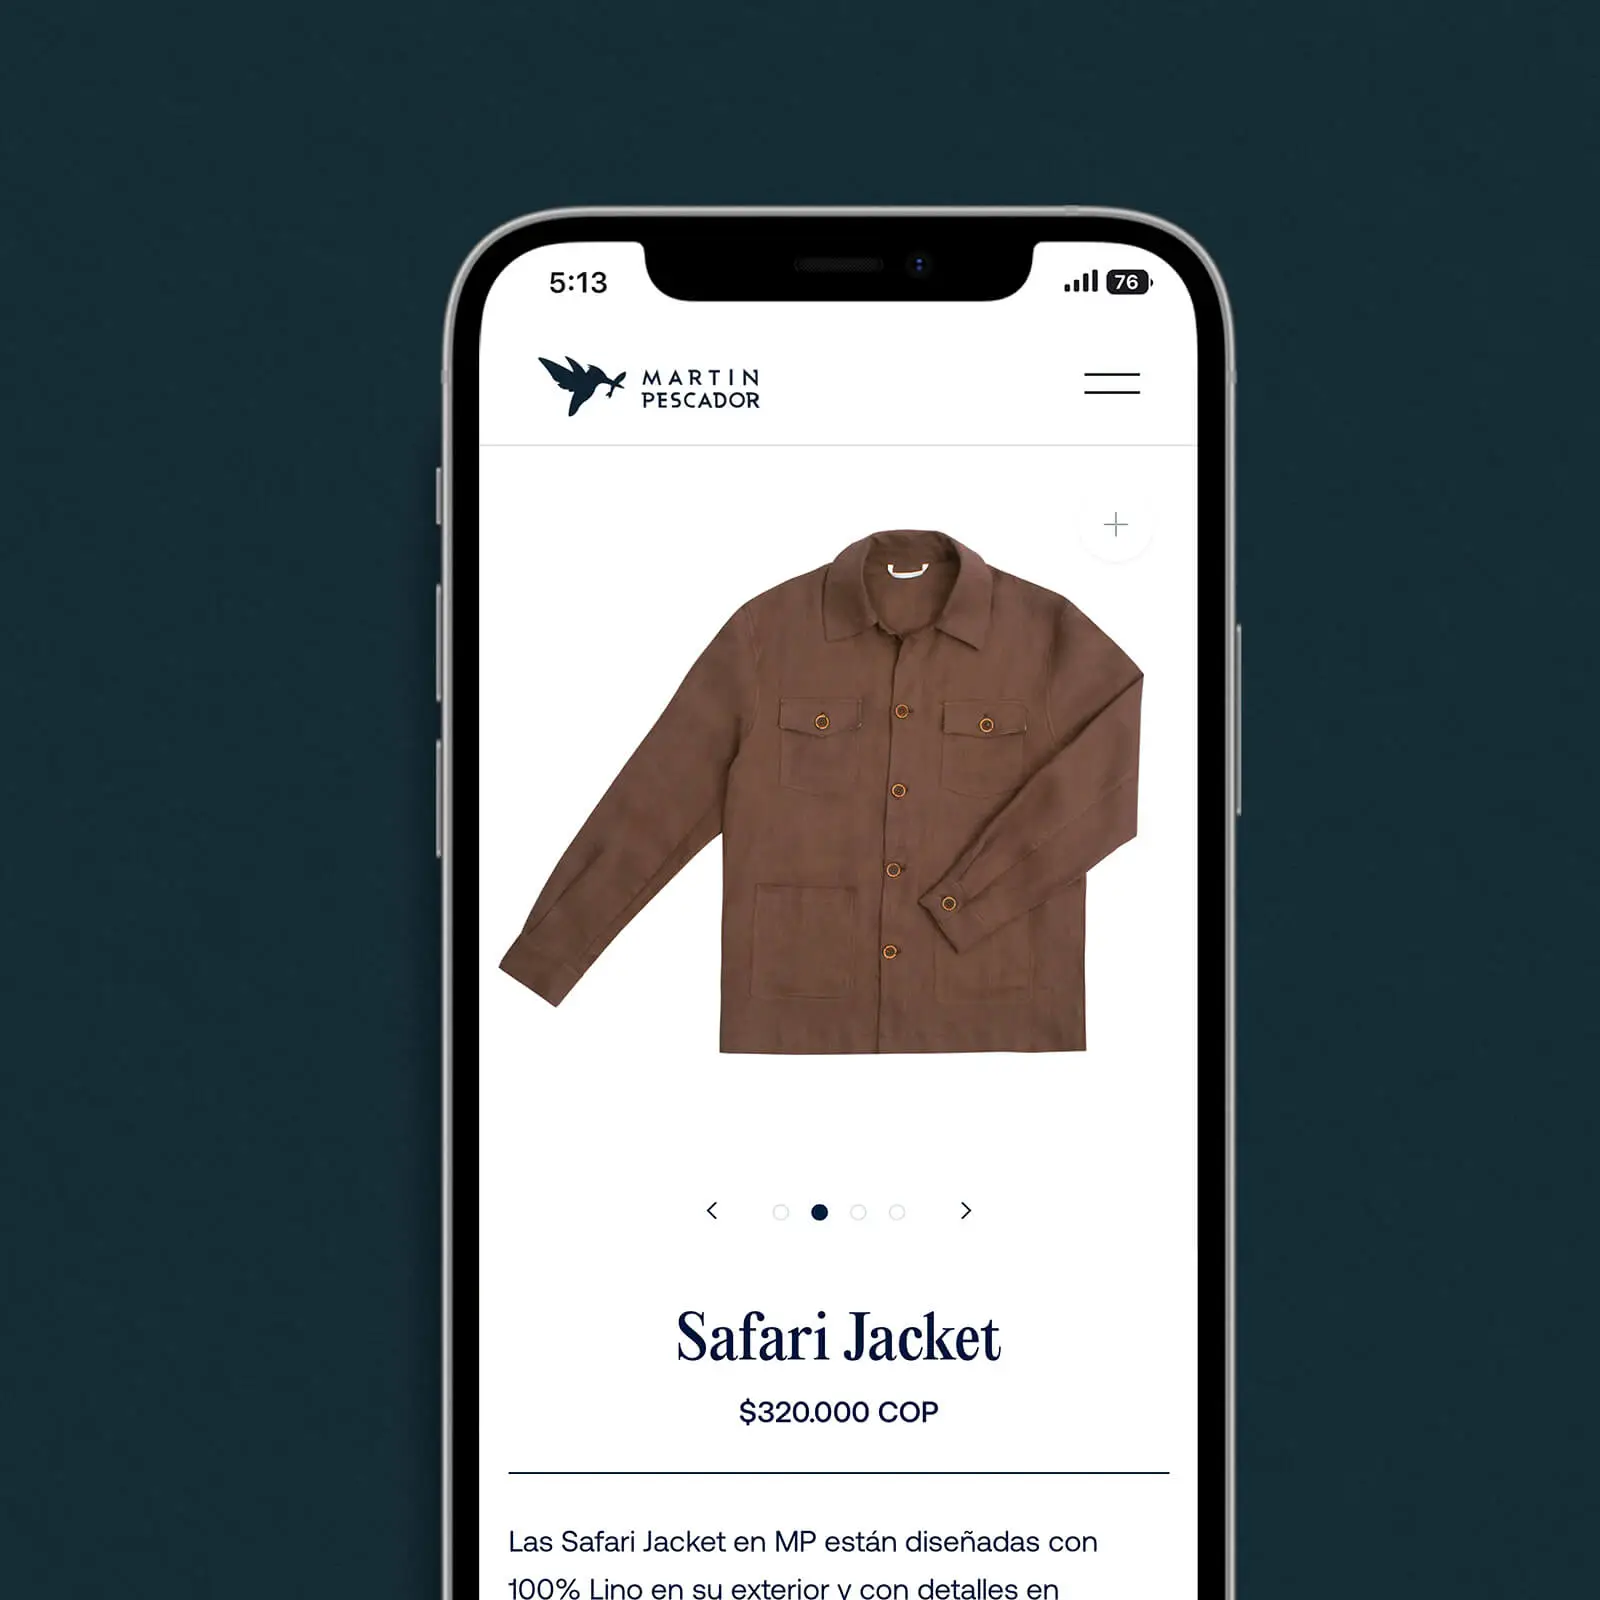 5:13
76
MARTIN
PESCADOR
Safari Jacket
$320.000 COP
Las Safari Jacket en MP están diseñadas con
100% Lino en su exterior y con detalles en